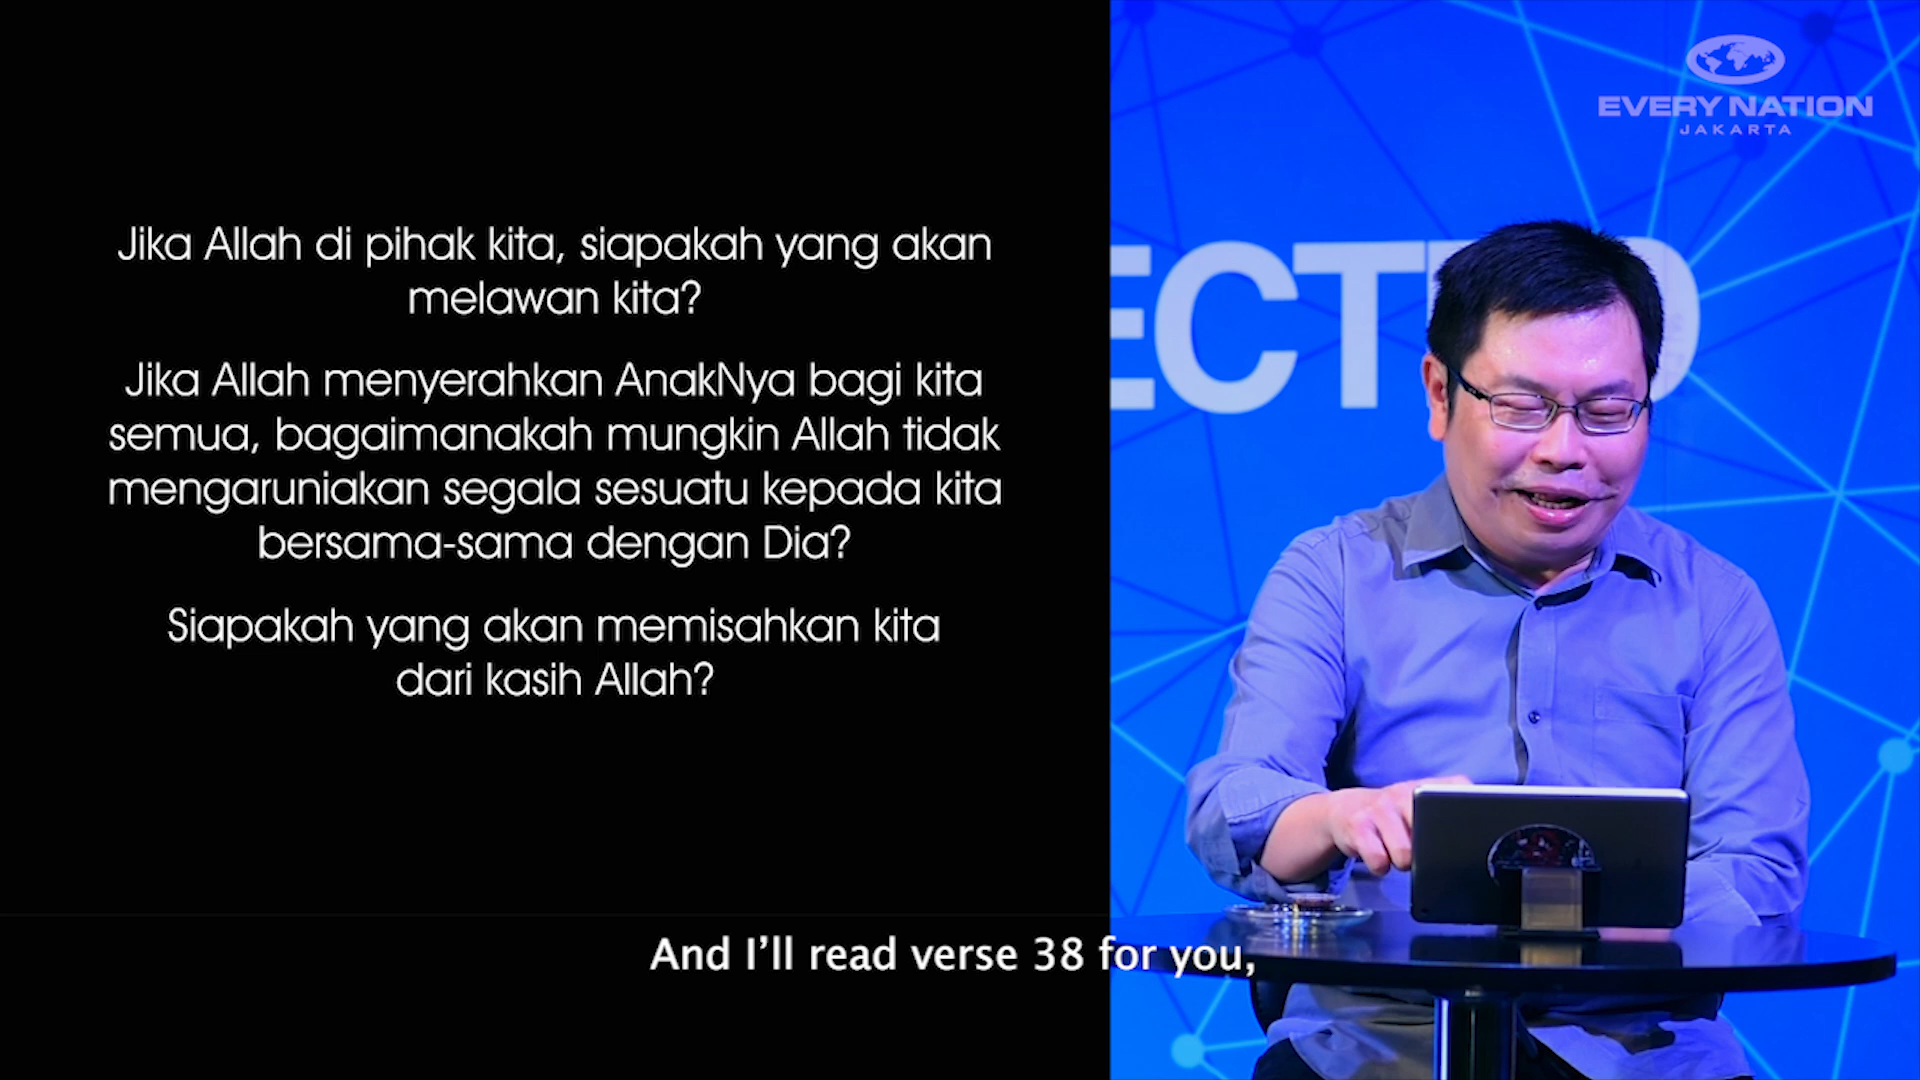 Jika Allah di pihak kita, siapakah yang akan
melawan kita?
Jika Allah menyerahkan AnakNya bagi kita
semua, bagaimanakah mungkin Allah tidak
mengaruniakan segala sesuatu kepada kita
bersama-sama dengan Dia?
Siapakah yang akan memisahkan kita
dari kasih Allah?
EVERY NATION
JAKARTA
And I’ll read verse 38 for you,